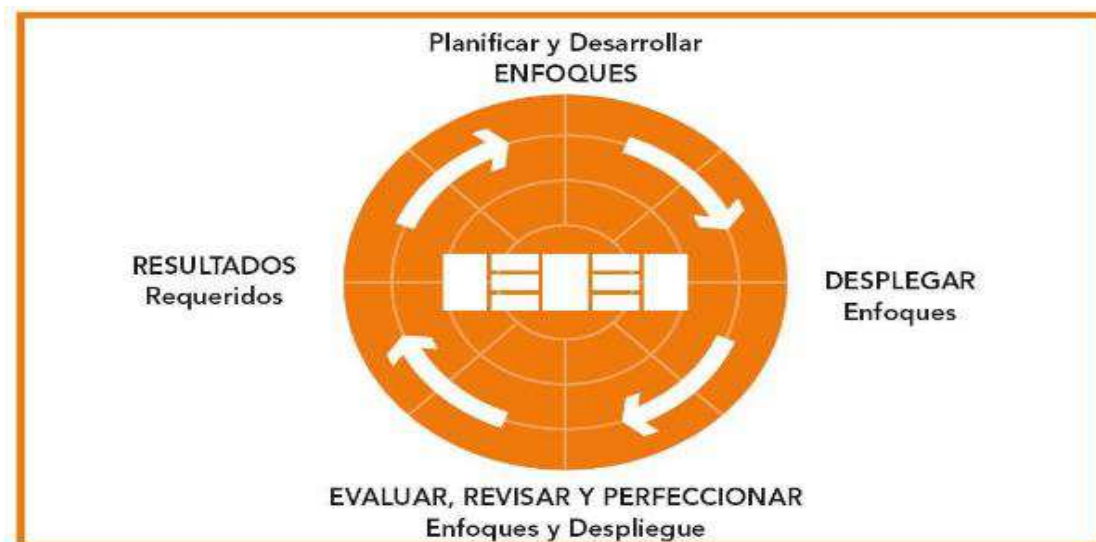 Planificar y Desarrollar
ENFOQUES
RESULTADOS
Requeridos
DESPLEGAR
Enfoques
EVALUAR, REVISAR Y PERFECCIONAR
Enfoques y Despliegue